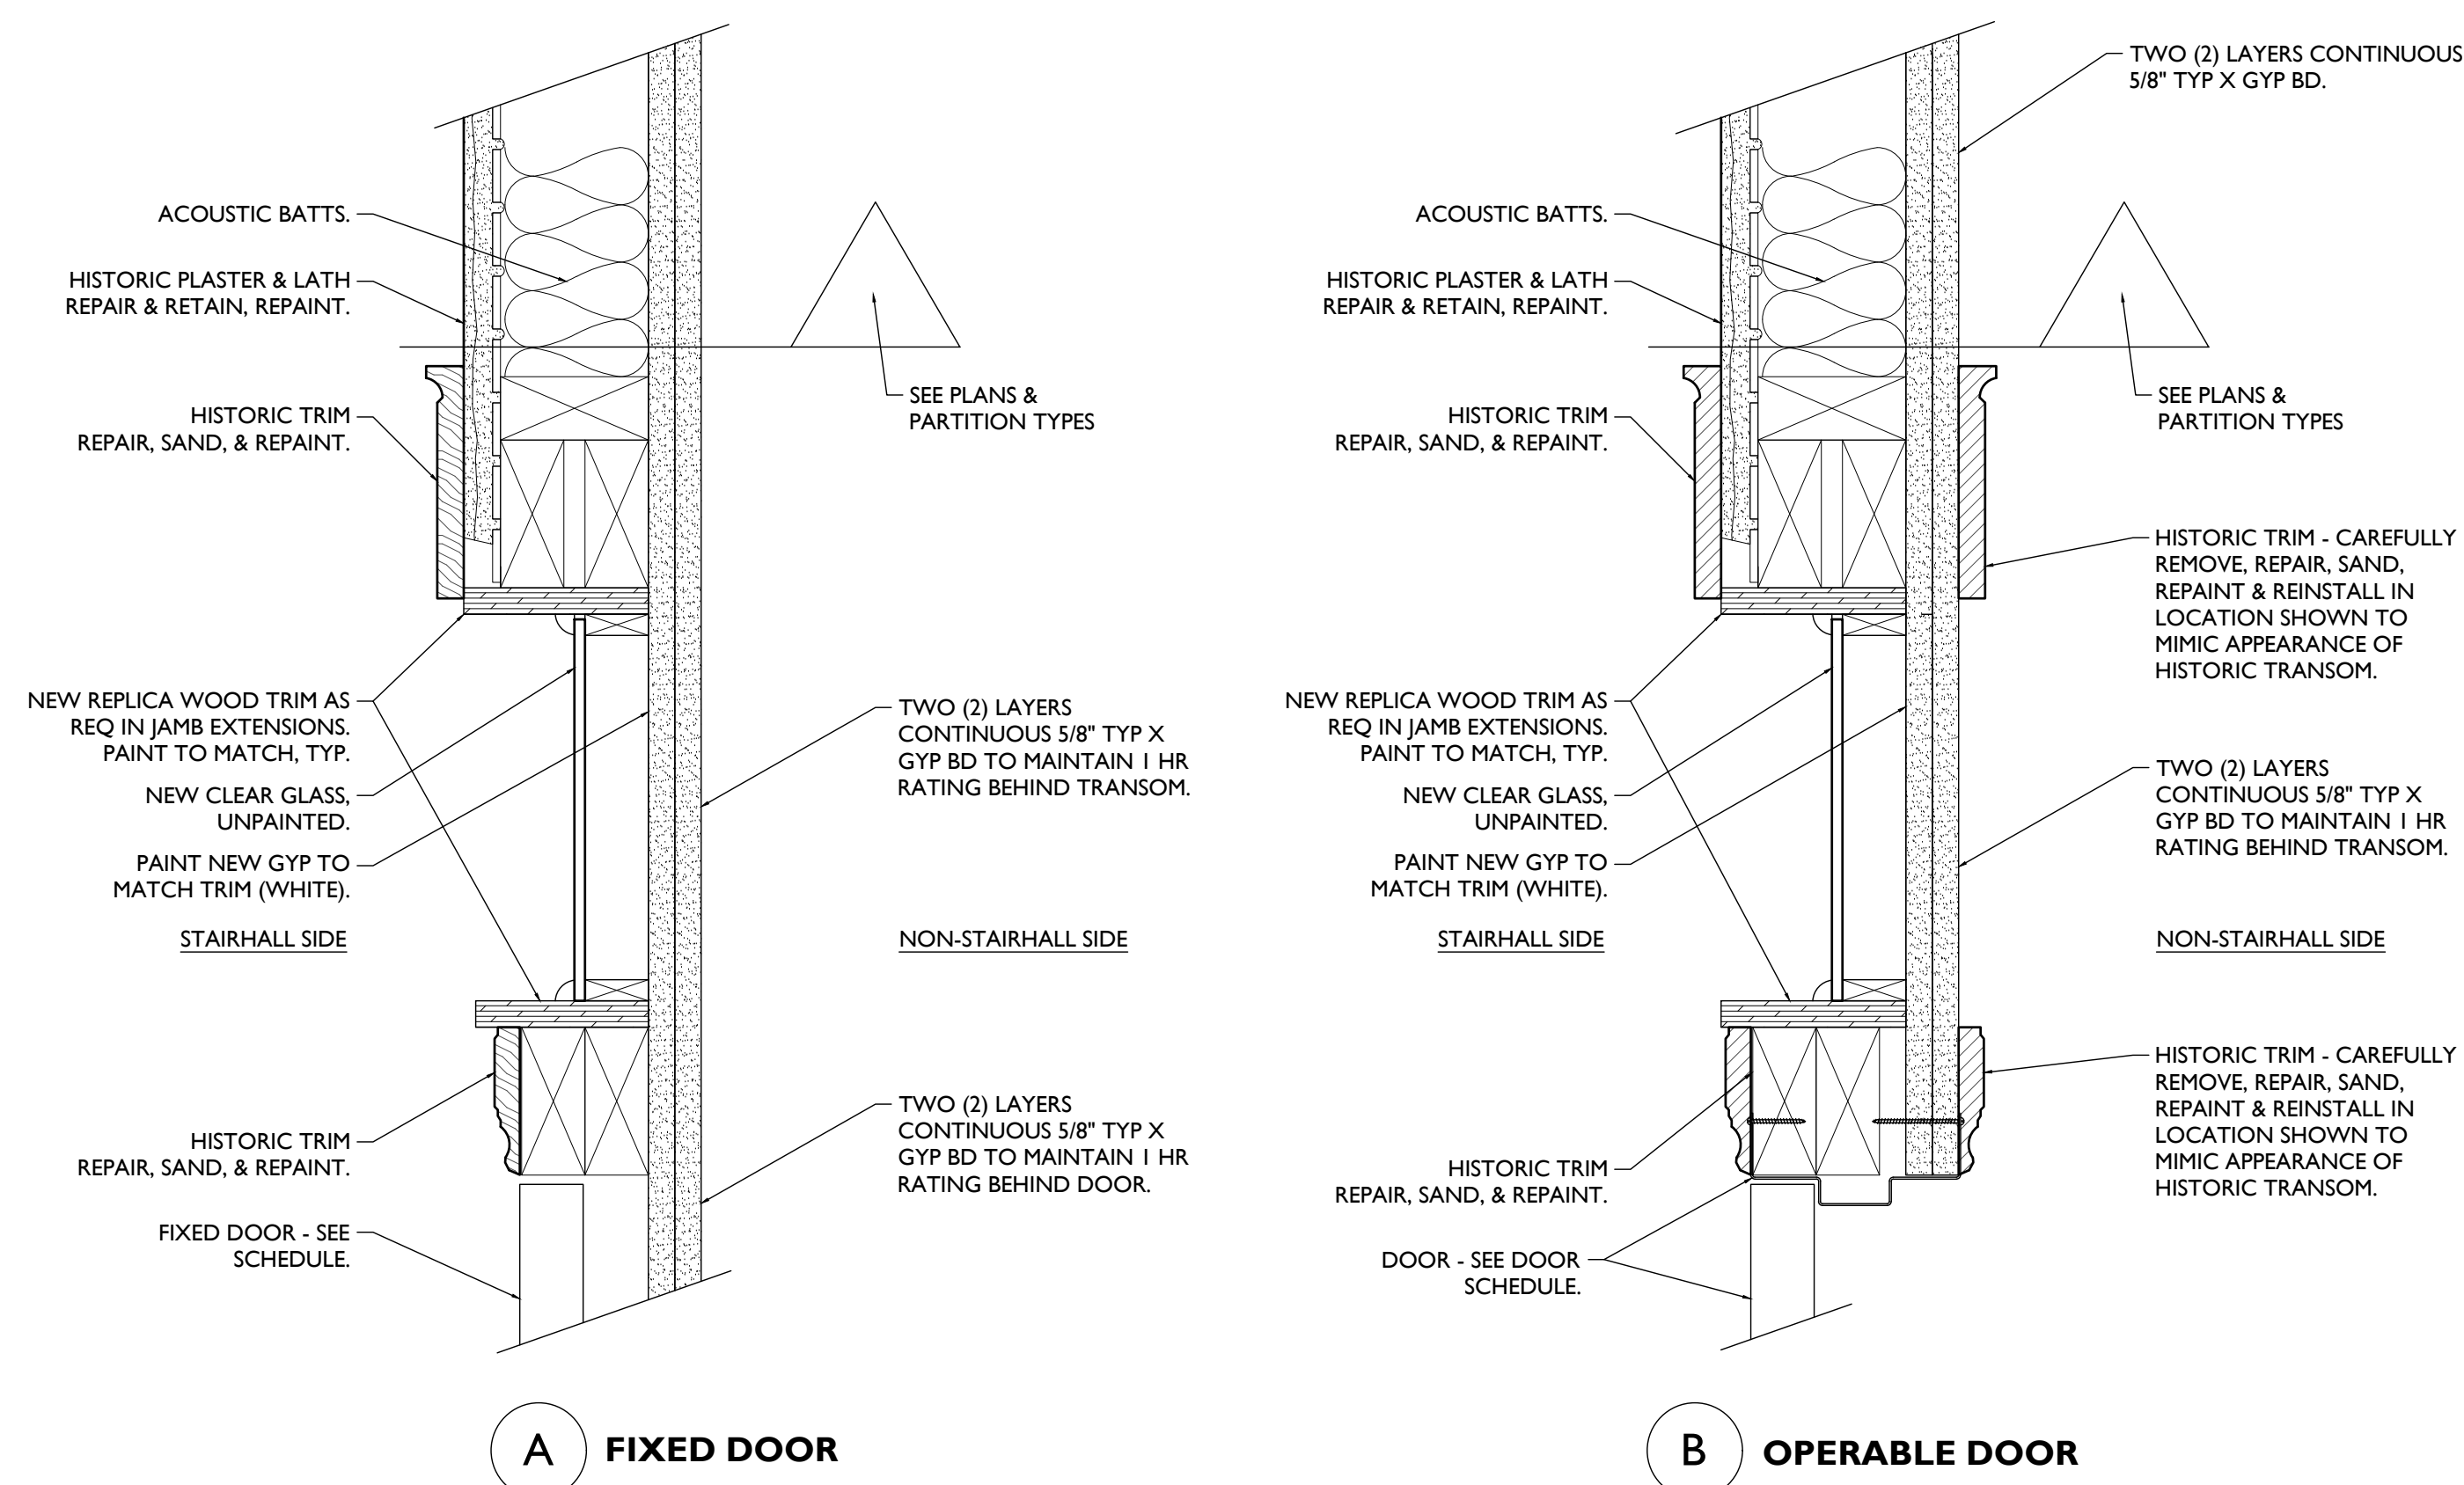 ACOUSTIC BATTS.
HISTORIC PLASTER & LATH
REPAIR & RETAIN, REPAINT.
HISTORIC TRIM
REPAIR, SAND, & REPAINT.
NEW REPLICA WOOD TRIM AS
REQ IN JAMB EXTENSIONS.
PAINT TO MATCH, TYP.
NEW CLEAR GLASS,
UNPAINTED.
PAINT NEW GYP TO
MATCH TRIM (WHITE).
STAIRHALL SIDE
HISTORIC TRIM
REPAIR, SAND, & REPAINT.
FIXED DOOR - SEE
SCHEDULE.
SEE PLANS &
PARTITION TYPES
TWO (2) LAYERS
CONTINUOUS 5/8" TYP X
GYP BD TO MAINTAIN 1 HR
RATING BEHIND TRANSOM.
NON-STAIRHALL SIDE
TWO (2) LAYERS
CONTINUOUS 5/8" TYP X
GYP BD TO MAINTAIN 1 HR
RATING BEHIND DOOR.
A FIXED DOOR
ACOUSTIC BATTS.
HISTORIC PLASTER & LATH
REPAIR & RETAIN, REPAINT.
HISTORIC TRIM
REPAIR, SAND, & REPAINT.
NEW REPLICA WOOD TRIM AS
REQ IN JAMB EXTENSIONS.
PAINT TO MATCH, TYP.
NEW CLEAR GLASS,
UNPAINTED.
PAINT NEW GYP TO
MATCH TRIM (WHITE).
STAIRHALL SIDE
HISTORIC TRIM
REPAIR, SAND, & REPAINT.
DOOR - SEE DOOR
SCHEDULE.
TWO (2) LAYERS CONTINUOUS
5/8" TYP X GYP BD.
SEE PLANS &
PARTITION TYPES
HISTORIC TRIM - CAREFULLY
REMOVE, REPAIR, SAND,
REPAINT & REINSTALL IN
LOCATION SHOWN TO
MIMIC APPEARANCE OF
HISTORIC TRANSOM.
TWO (2) LAYERS
CONTINUOUS 5/8" TYP X
GYP BD TO MAINTAIN 1 HR
RATING BEHIND TRANSOM.
NON-STAIRHALL SIDE
HISTORIC TRIM - CAREFULLY
REMOVE, REPAIR, SAND,
REPAINT & REINSTALL IN
LOCATION SHOWN TO
MIMIC APPEARANCE OF
HISTORIC TRANSOM.
B OPERABLE DOOR